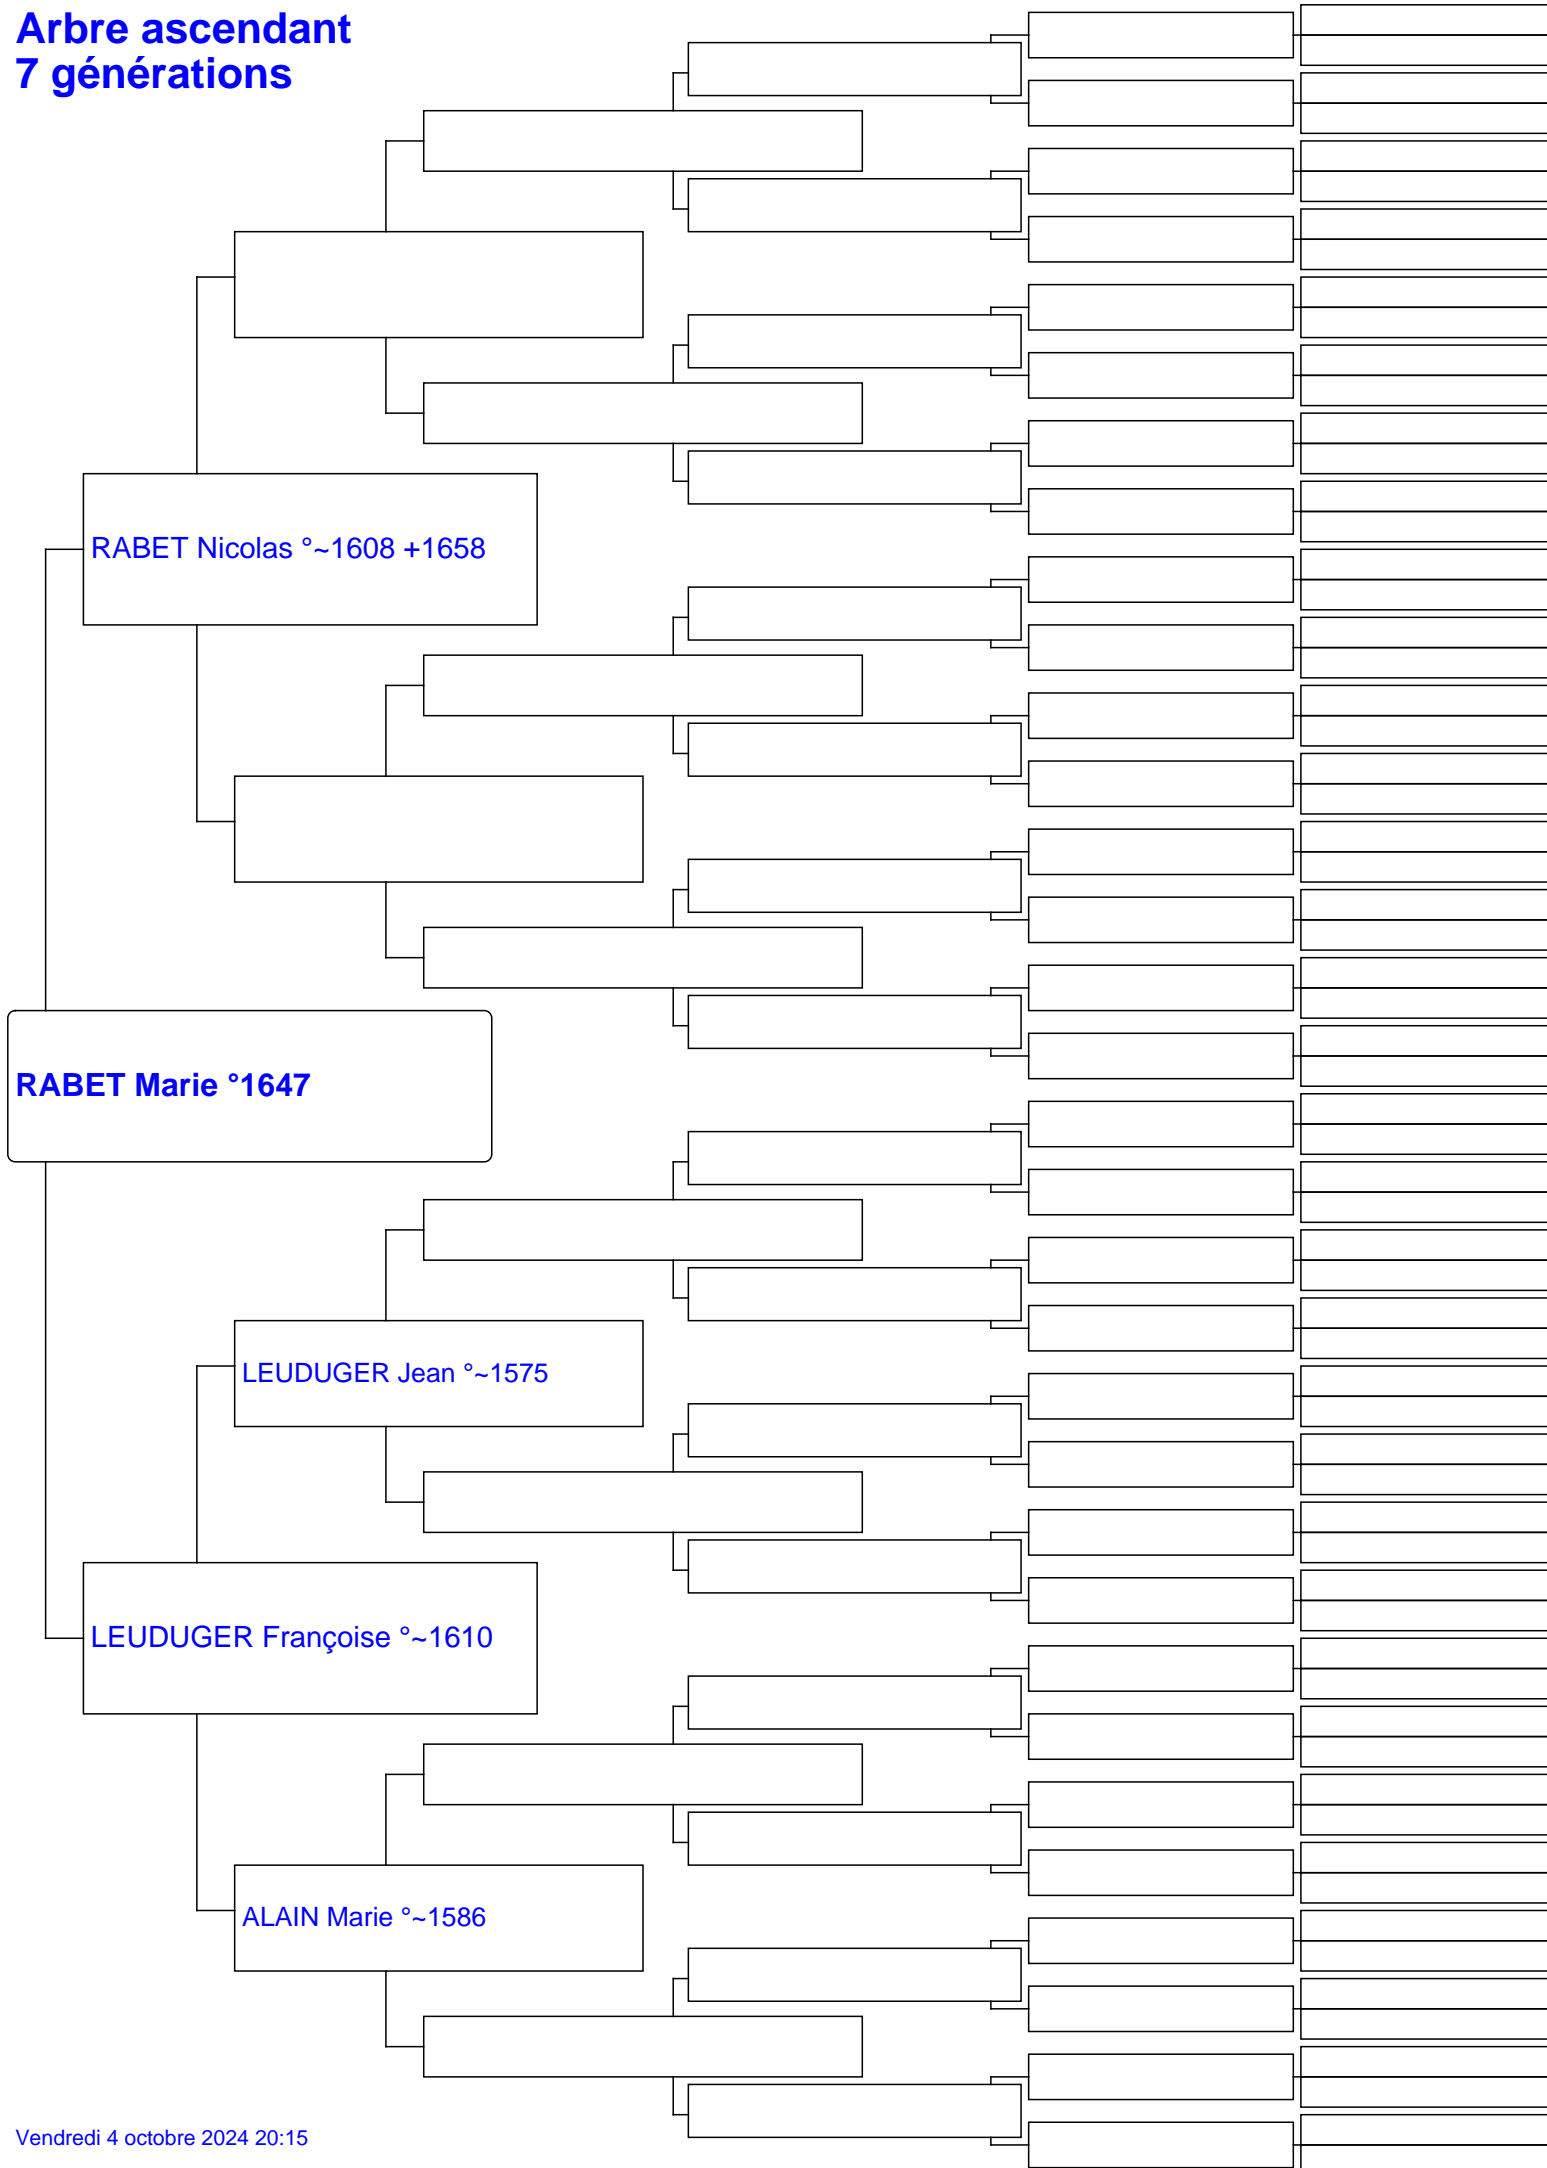 Arbre ascendant
7 générations
RABET Nicolas °~1608 +1658
RABET Marie °1647
LEUDUGER Jean °~1575
LEUDUGER Françoise °~1610
ALAIN Marie °~1586
Vendredi 4 octobre 2024 20:15